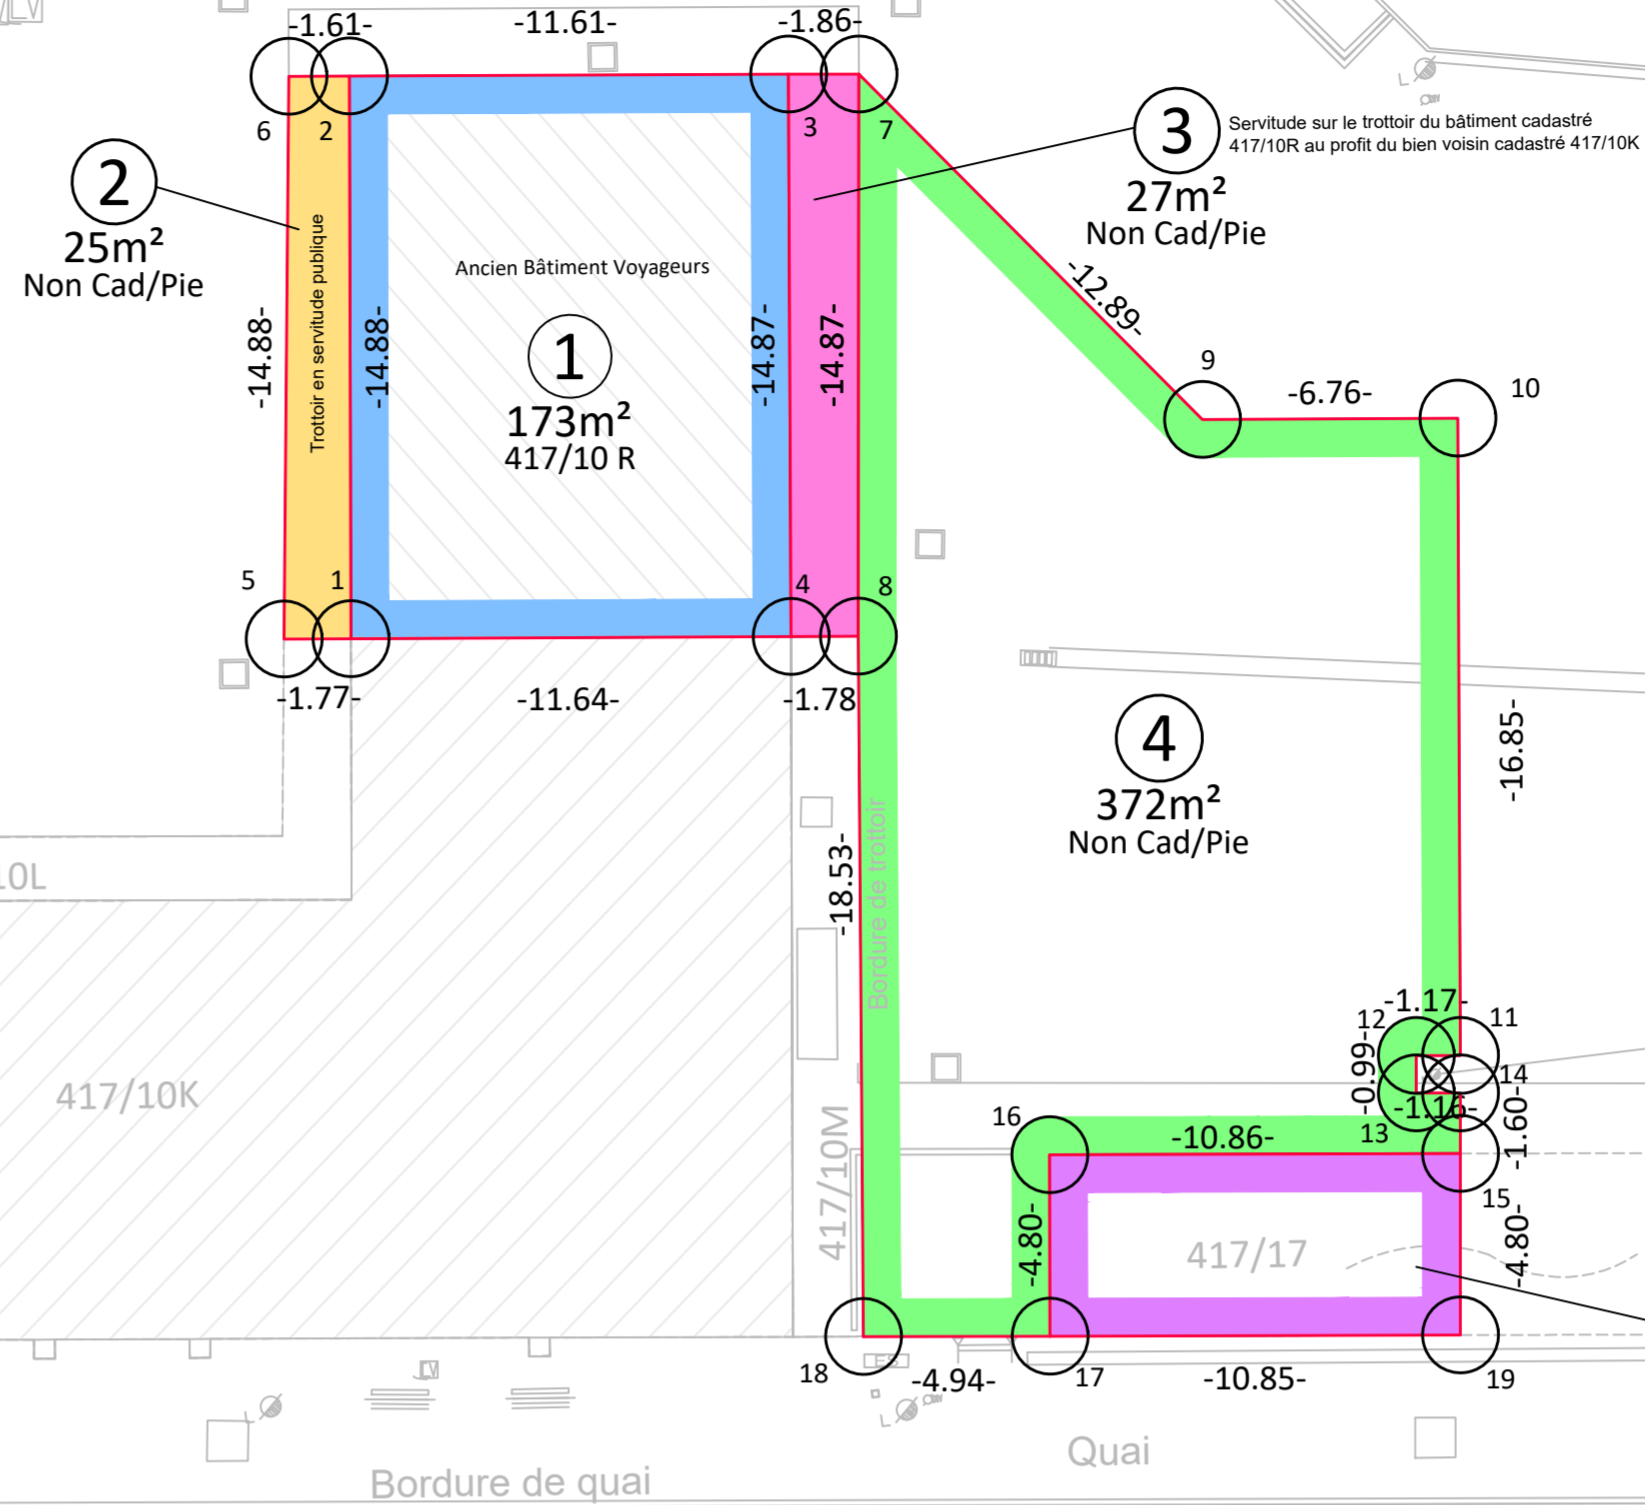 -1.61-
-11.61-
-1.86-
6
2
3
7
3
Servitude sur le trottoir du bâtiment cadastré
417/10R au profit du bien voisin cadastré 417/10K
27m²
Non Cad/Pie
2
25m²
Non Cad/Pie
Trottoir en servitude publique
-14.88-
-14.88-
Ancien Bâtiment Voyageurs
1
173m²
417/10 R
-14.87-
-14.87-
-12.89-
9
-6.76-
10
L
5
1
4
8
-1.77-
-11.64-
-1.78
4
372m²
Non Cad/Pie
-16.85-
-18.53-
Bordure de trottoir
10L
417/10K
417/10M
-1.17-
12
11
-0.99-
14
-1.16-
13
-1.60-
16
-10.86-
15
-4.80-
417/17
-4.80-
18
ES
-4.94-
17
-10.85-
19
L
L
Quai
Bordure de quai